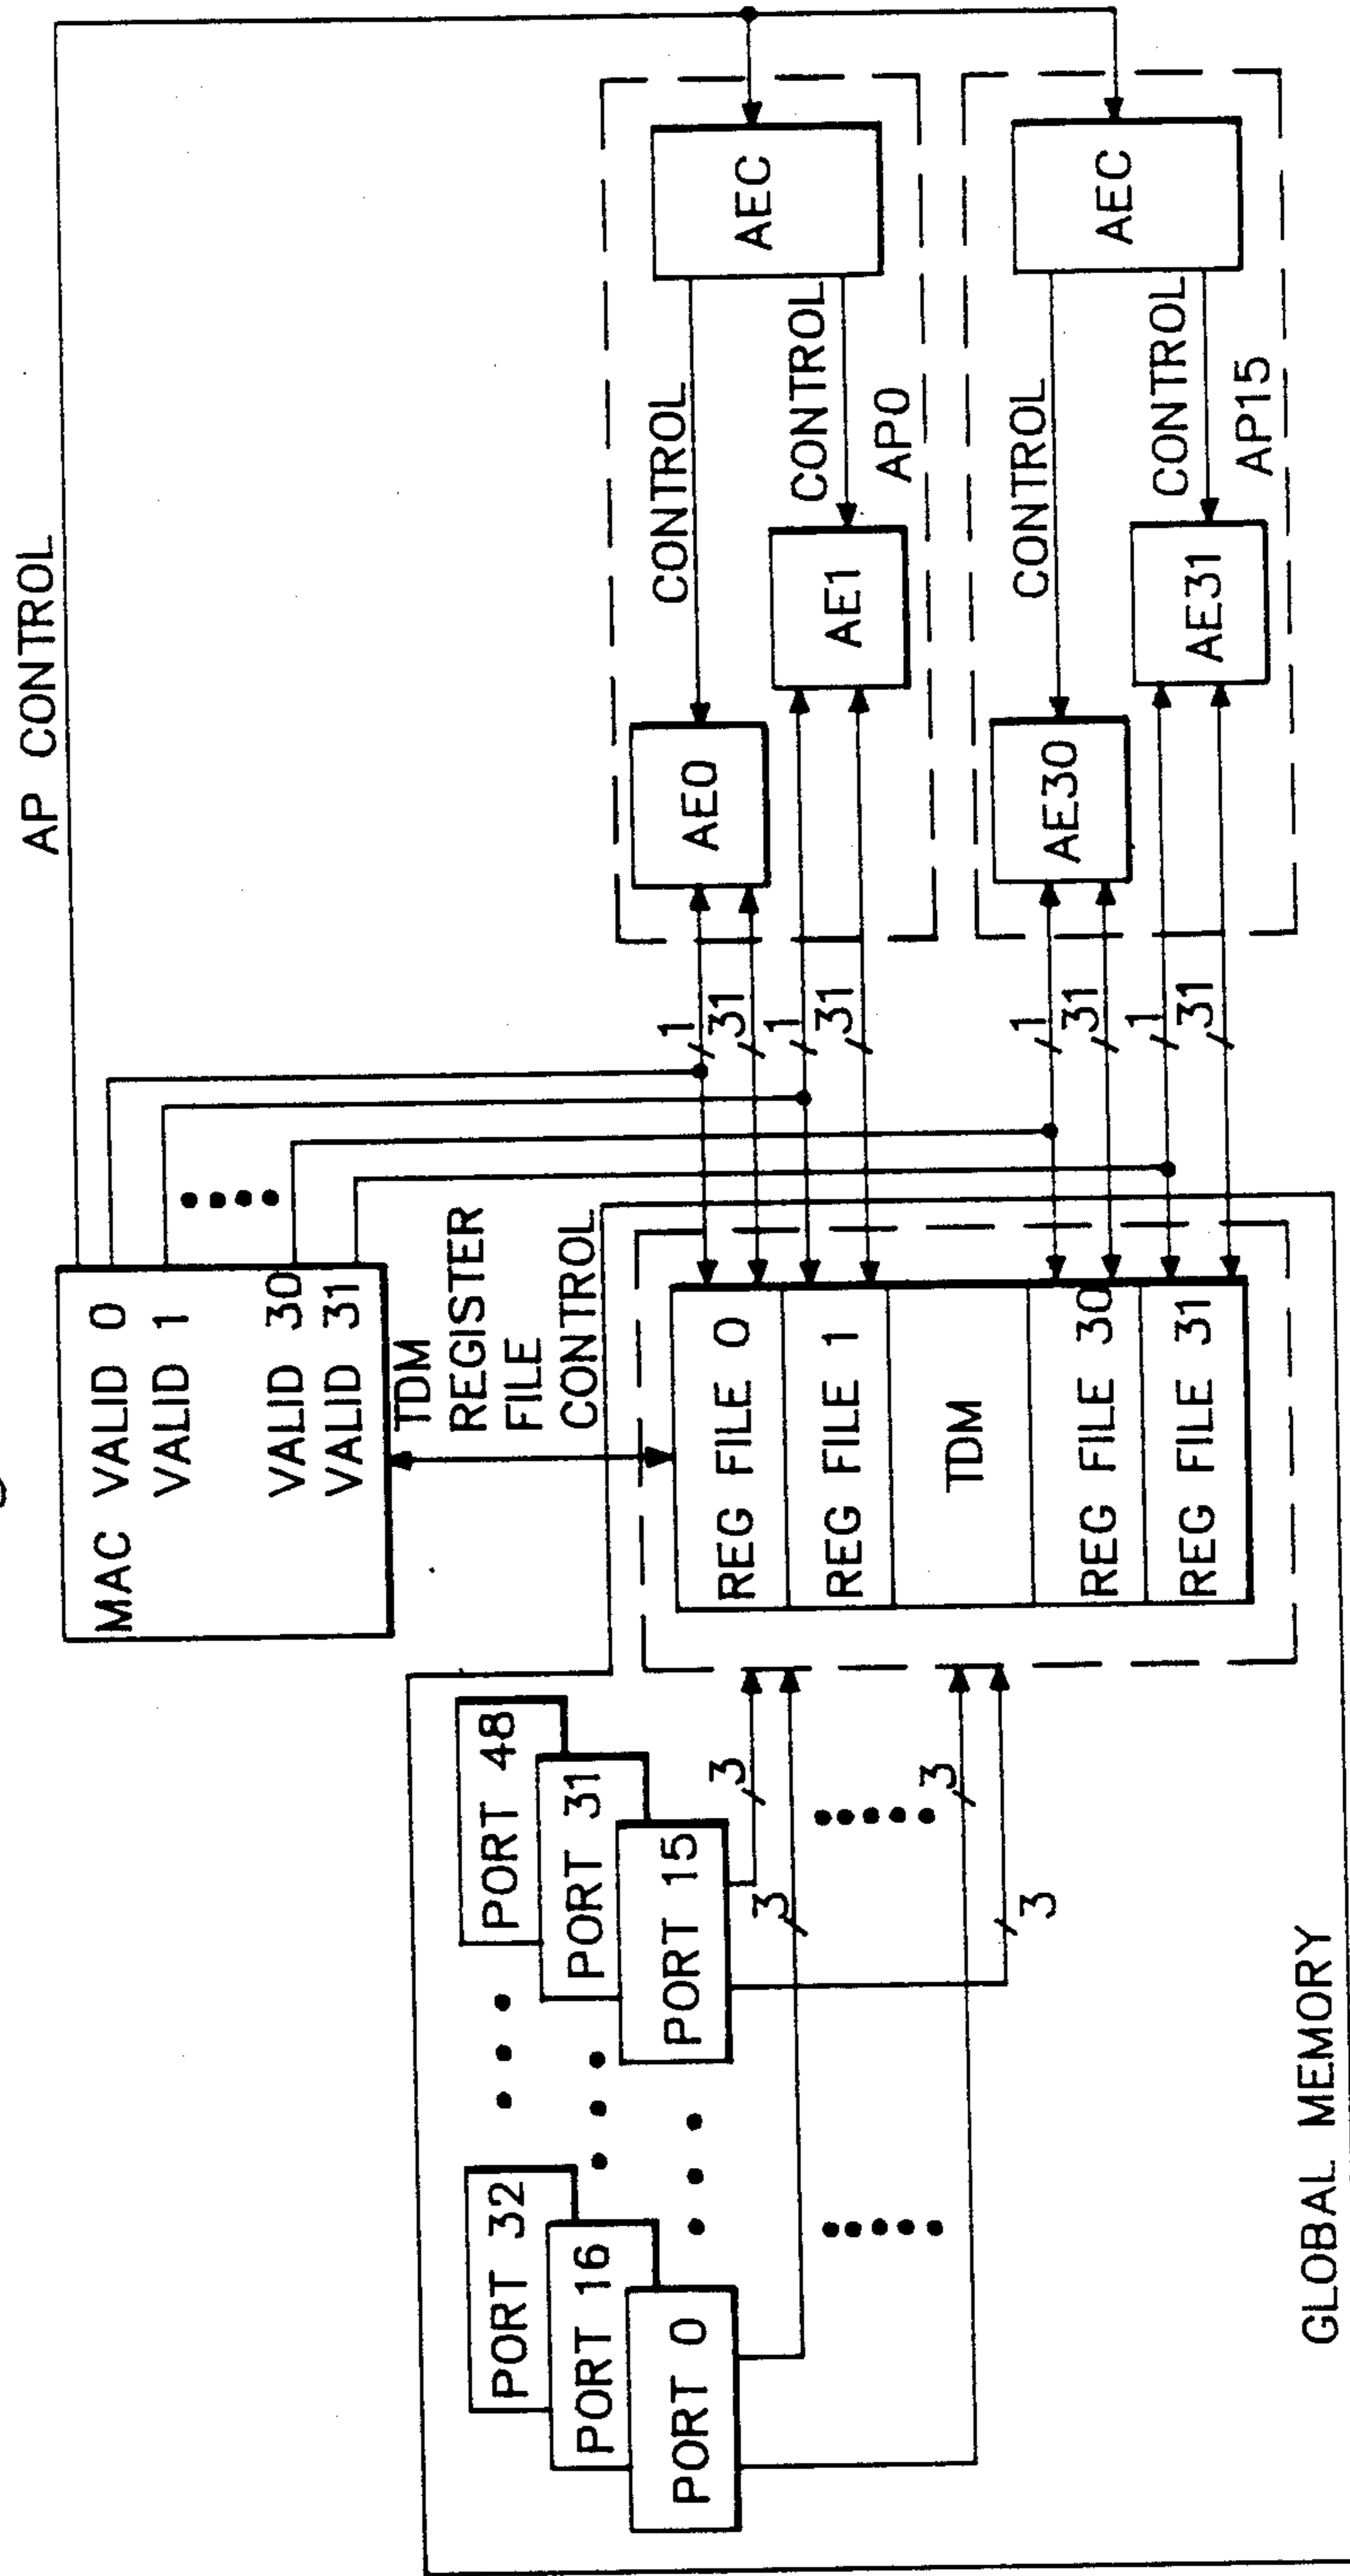 AP CONTROL
MAC VALID 0
VALID 1
VALID 30
VALID 31
TDM
REGISTER
FILE
CONTROL
PORT 32
PORT 16
PORT 0
PORT 48
PORT 31
PORT 15
3
3
3
3
REG FILE 0
REG FILE 1
TDM
REG FILE 30
REG FILE 31
1
31
1
31
1
31
1
31
AE0
AE1
CONTROL
CONTROL
AEC
AP0
AE30
AE31
CONTROL
CONTROL
AEC
AP15
GLOBAL MEMORY